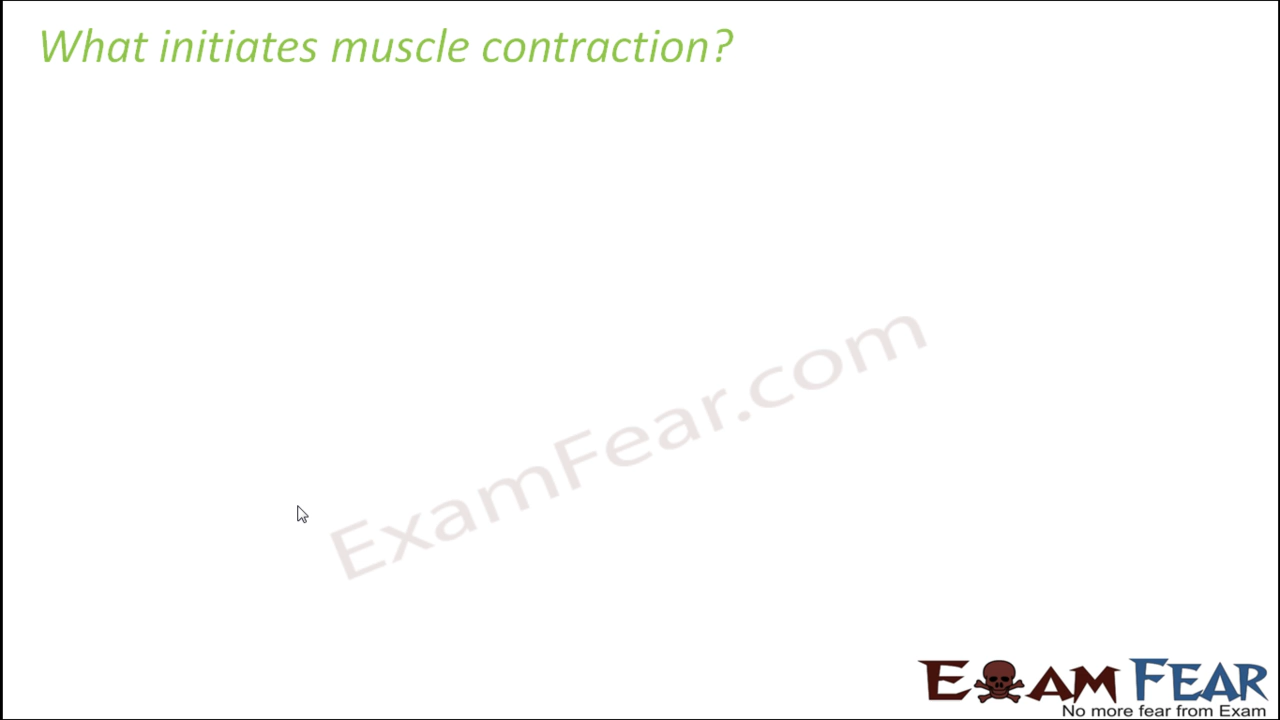 What initiates muscle contraction?
ExamFear.com
EXAM FEAR
No more fear from Exam